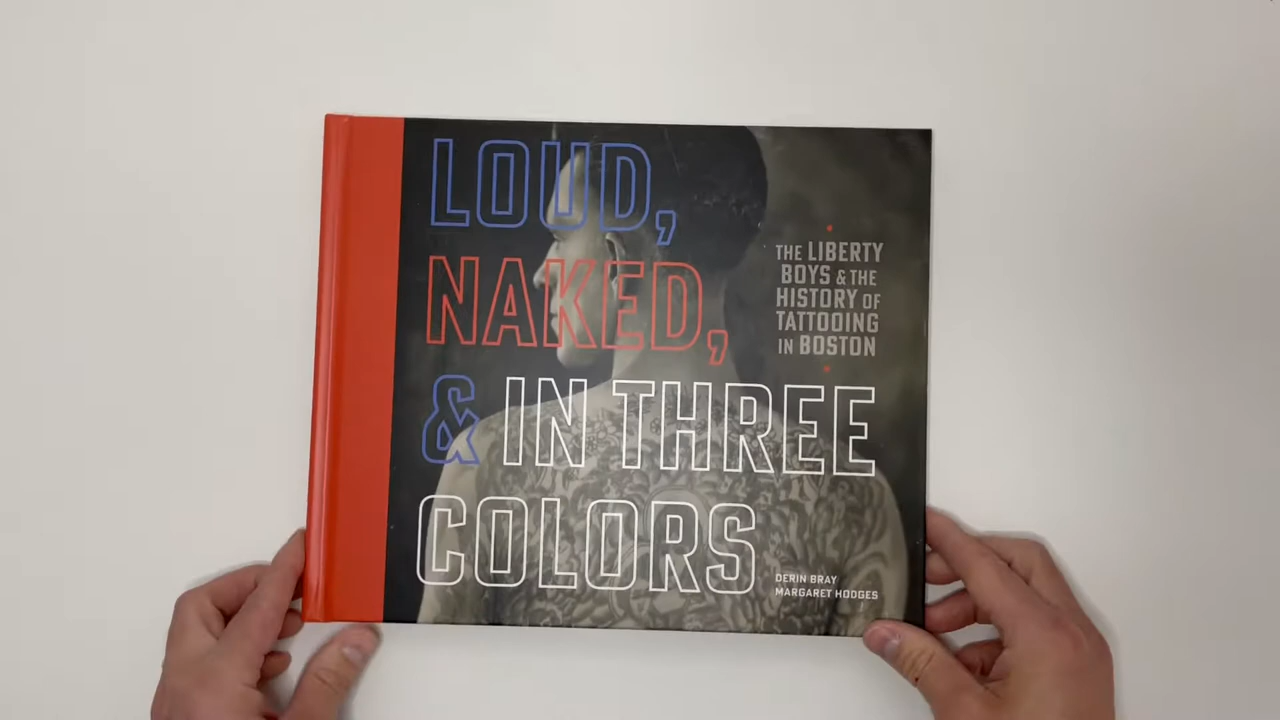 LOUD,
NAKED,
& IN THREE
COLORS
THE LIBERTY
BOYS & THE
HISTORY OF
TATTOOING
IN BOSTON
DERIN BRAY
MARGARET HODGES